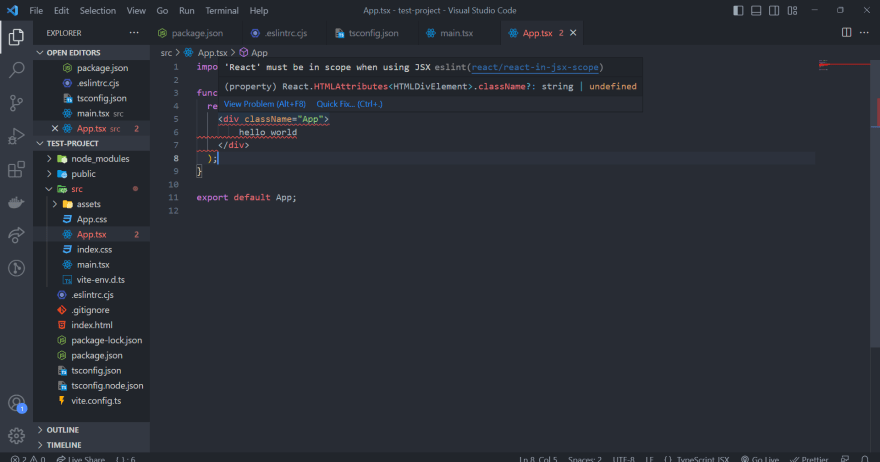 File Edit Selection View Go Run Terminal Help
App.tsx - test-project - Visual Studio Code
EXPLORER
package.json .eslintrc.cjs tsconfig.json main.tsx App.tsx 2
OPEN EDITORS
package.json
.eslintrc.cjs
tsconfig.json
main.tsx src
App.tsx src 2
TEST-PROJECT
node_modules
public
src
assets
App.css
App.tsx 2
index.css
main.tsx
vite-env.d.ts
.eslintrc.cjs
.gitignore
index.html
package-lock.json
package.json
tsconfig.json
tsconfig.node.json
vite.config.ts
OUTLINE
TIMELINE
1
src > App.tsx > App
'React' must be in scope when using JSX eslint(react/react-in-jsx-scope)
(property) React.HTMLAttributes<HTMLDivElement>.className?: string | undefined
View Problem (Alt+F8) Quick Fix... (Ctrl+.)
1 impo
2
3 func
4 re
5 <div className="App">
6 hello world
7 </div>
8 );
9 }
10
11 export default App;
12
2 0 Live Share {..}: 6 Ln 8, Col 5 Spaces: 2 UTF-8 LF {} TypeScript JSX Go Live Prettier